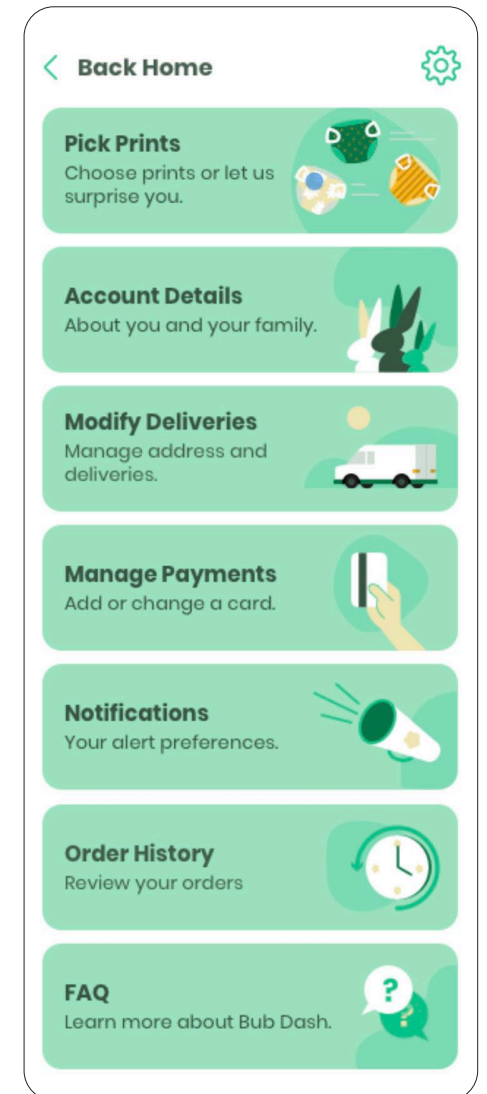 Back Home
Pick Prints
Choose prints or let us
surprise you.
Account Details
About you and your family.
Modify Deliveries
Manage address and
deliveries.
Manage Payments
Add or change a card.
Notifications
Your alert preferences.
Order History
Review your orders
FAQ
Learn more about Bub Dash.
?
?